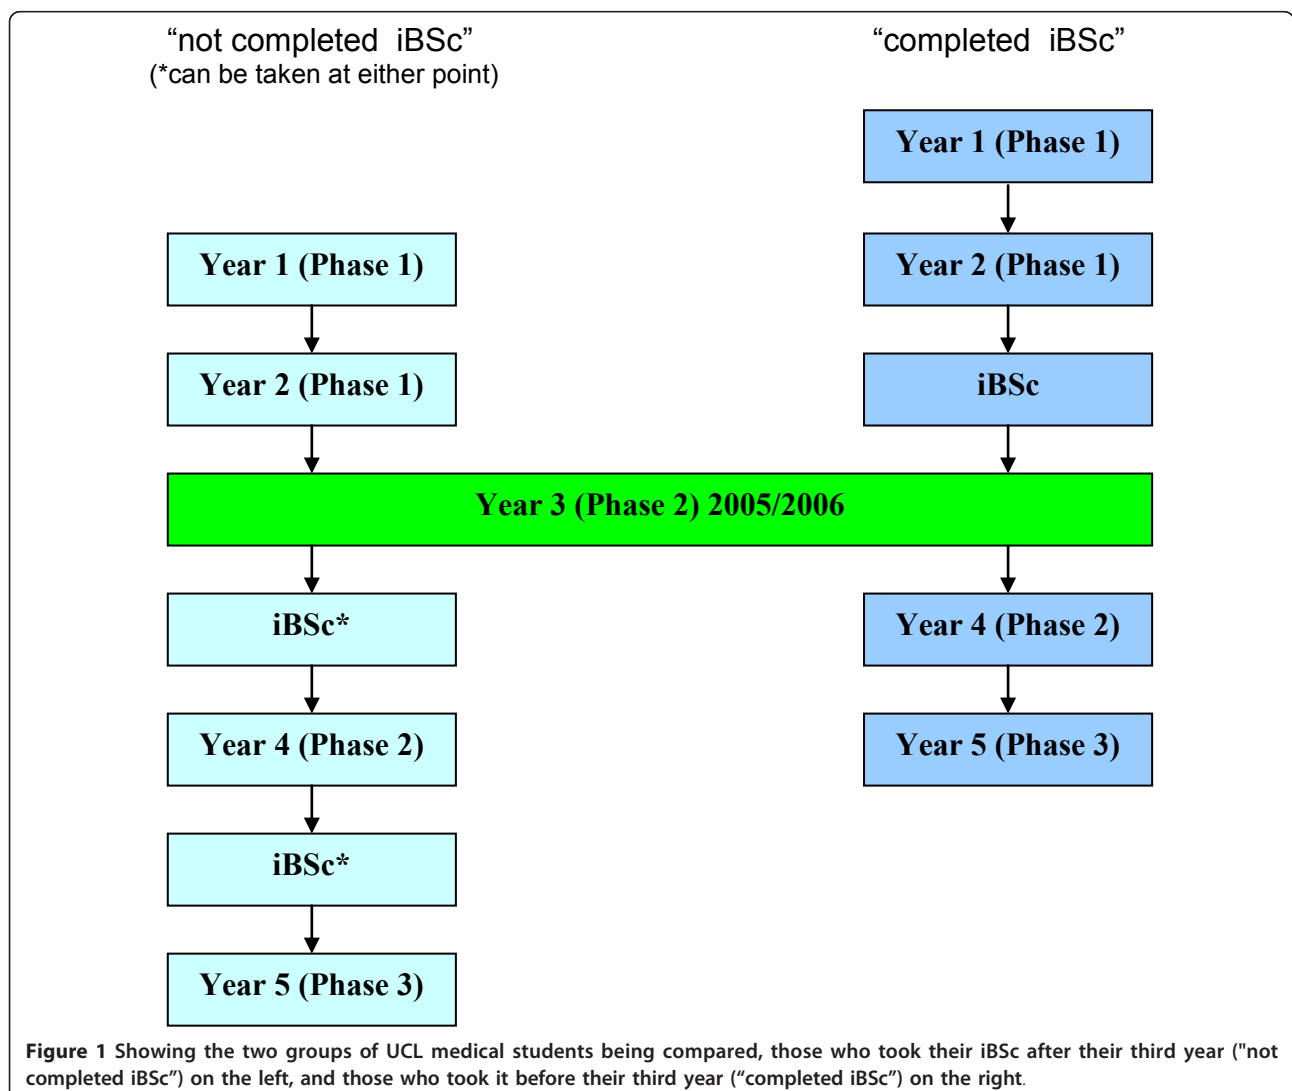 “not completed iBSc”
(*can be taken at either point)
“completed iBSc”
Year 1 (Phase 1)
Year 1 (Phase 1)
Year 2 (Phase 1)
Year 2 (Phase 1)
iBSc
Year 3 (Phase 2) 2005/2006
iBSc*
Year 4 (Phase 2)
Year 4 (Phase 2)
Year 5 (Phase 3)
iBSc*
Year 5 (Phase 3)
Figure 1 Showing the two groups of UCL medical students being compared, those who took their iBSc after their third year ("not
completed iBSc”) on the left, and those who took it before their third year (“completed iBSc”) on the right.